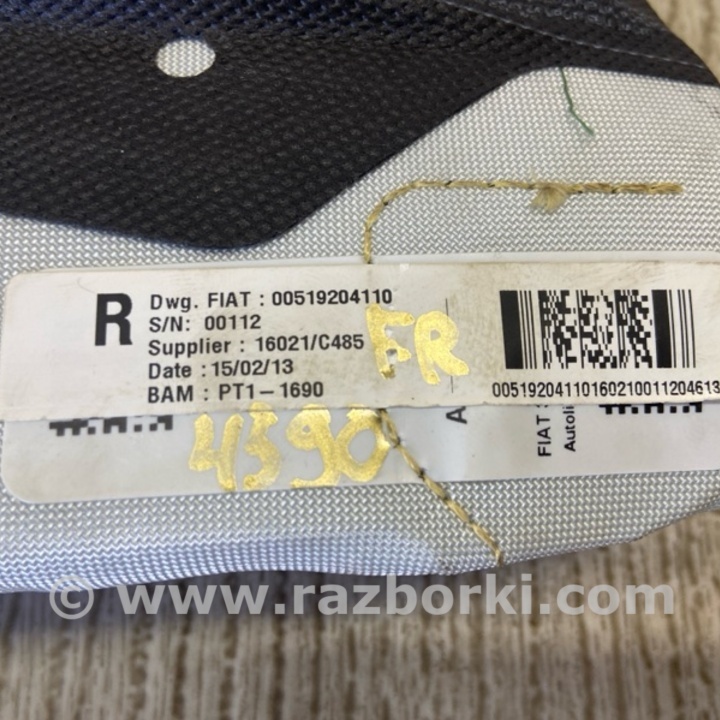 R
Dwg. FIAT : 00519204110
S/N: 00112
Supplier : 16021/C485
Date : 15/02/13
BAM : PT1-1690
FR
4390
00519204110160210011204613
A
FIAT
Autoli
© www.razborki.com